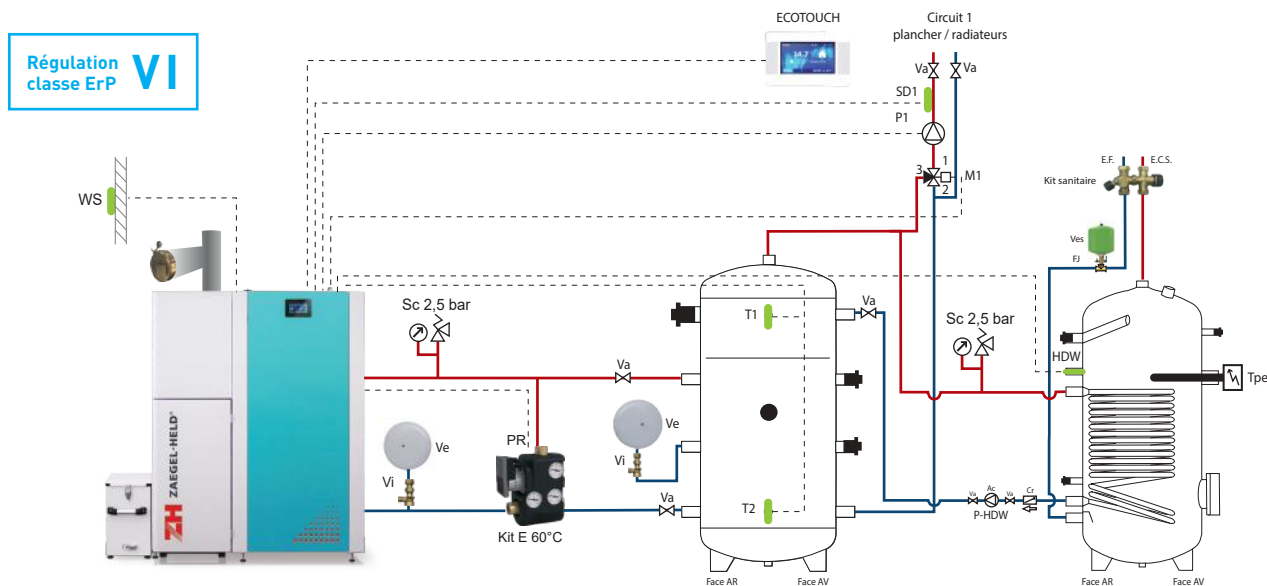 Régulation
classe ErP VI
ECOTOUCH
14.7
Circuit 1
plancher / radiateurs
Va
Va
SD1
P1
1
3
M1
2
WS
E.F.
E.C.S.
Kit sanitaire
Ves
FJ
Sc 2,5 bar
T1
Va
Sc 2,5 bar
HDW
Tpe
Va
ZH ZAEGEL-HELD®
Ve
Vi
PR
Ve
Vi
Va
T2
Va
Ac
Va
Cr
P-HDW
Kit E 60°C
Face AR
Face AV
Face AR
Face AV